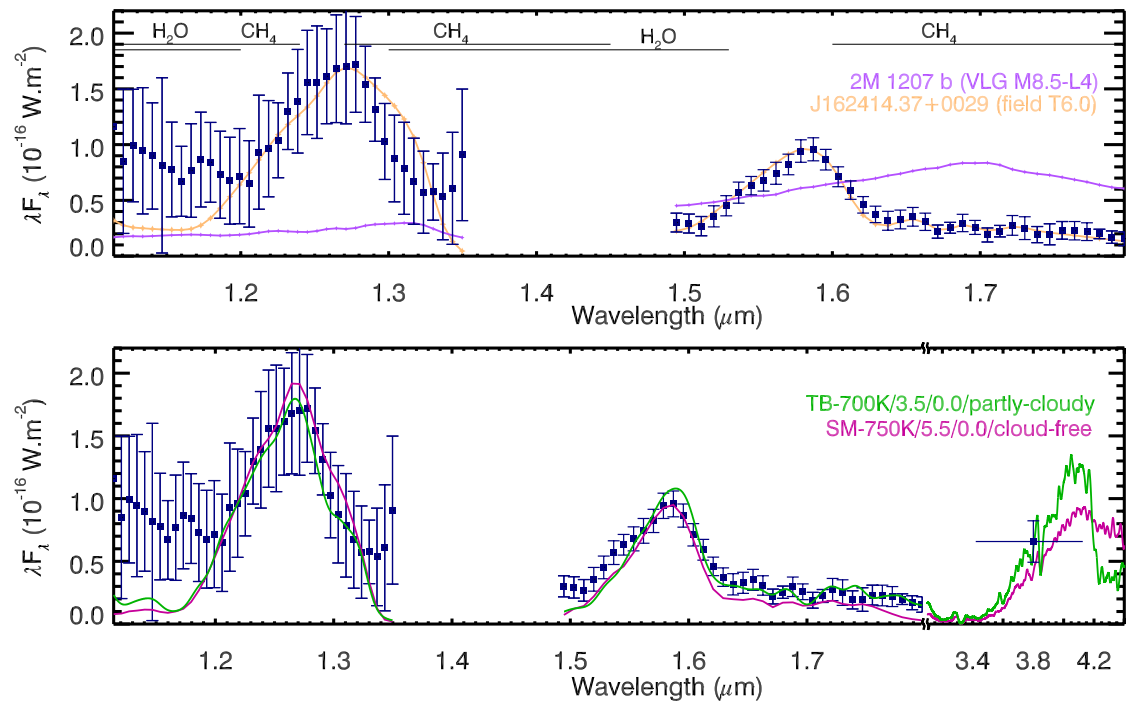 2.0
1.5
1.0
0.5
0.0
λFλ (10⁻¹⁶ W.m⁻²)
H₂O CH₄ CH₄ H₂O CH₄
2M 1207 b (VLG M8.5-L4)
J162414.37+0029 (field T6.0)
1.2 1.3 1.4 1.5 1.6 1.7
Wavelength (μm)
2.0
1.5
1.0
0.5
0.0
λFλ (10⁻¹⁶ W.m⁻²)
TB-700K/3.5/0.0/partly-cloudy
SM-750K/5.5/0.0/cloud-free
1.2 1.3 1.4 1.5 1.6 1.7 3.4 3.8 4.2
Wavelength (μm)